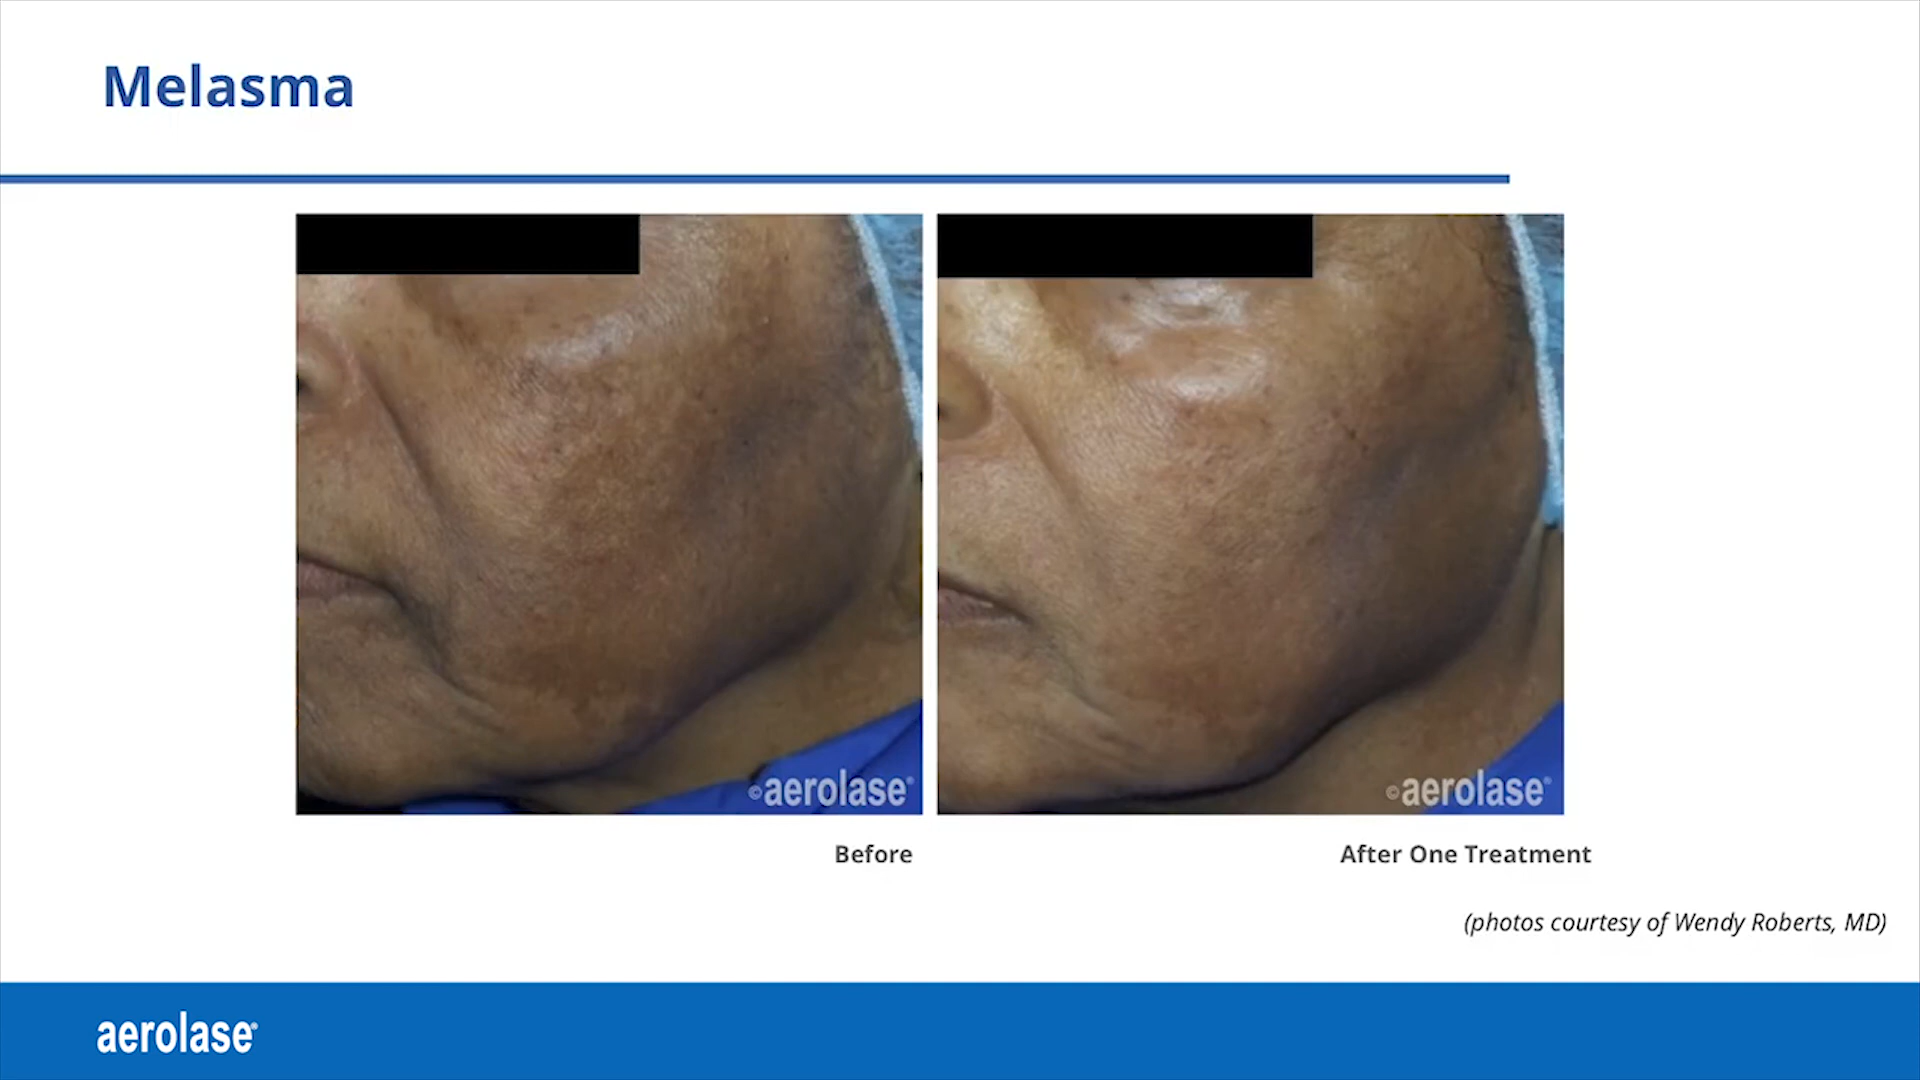 Melasma
©aerolase®
©aerolase®
Before
After One Treatment
(photos courtesy of Wendy Roberts, MD)
aerolase®